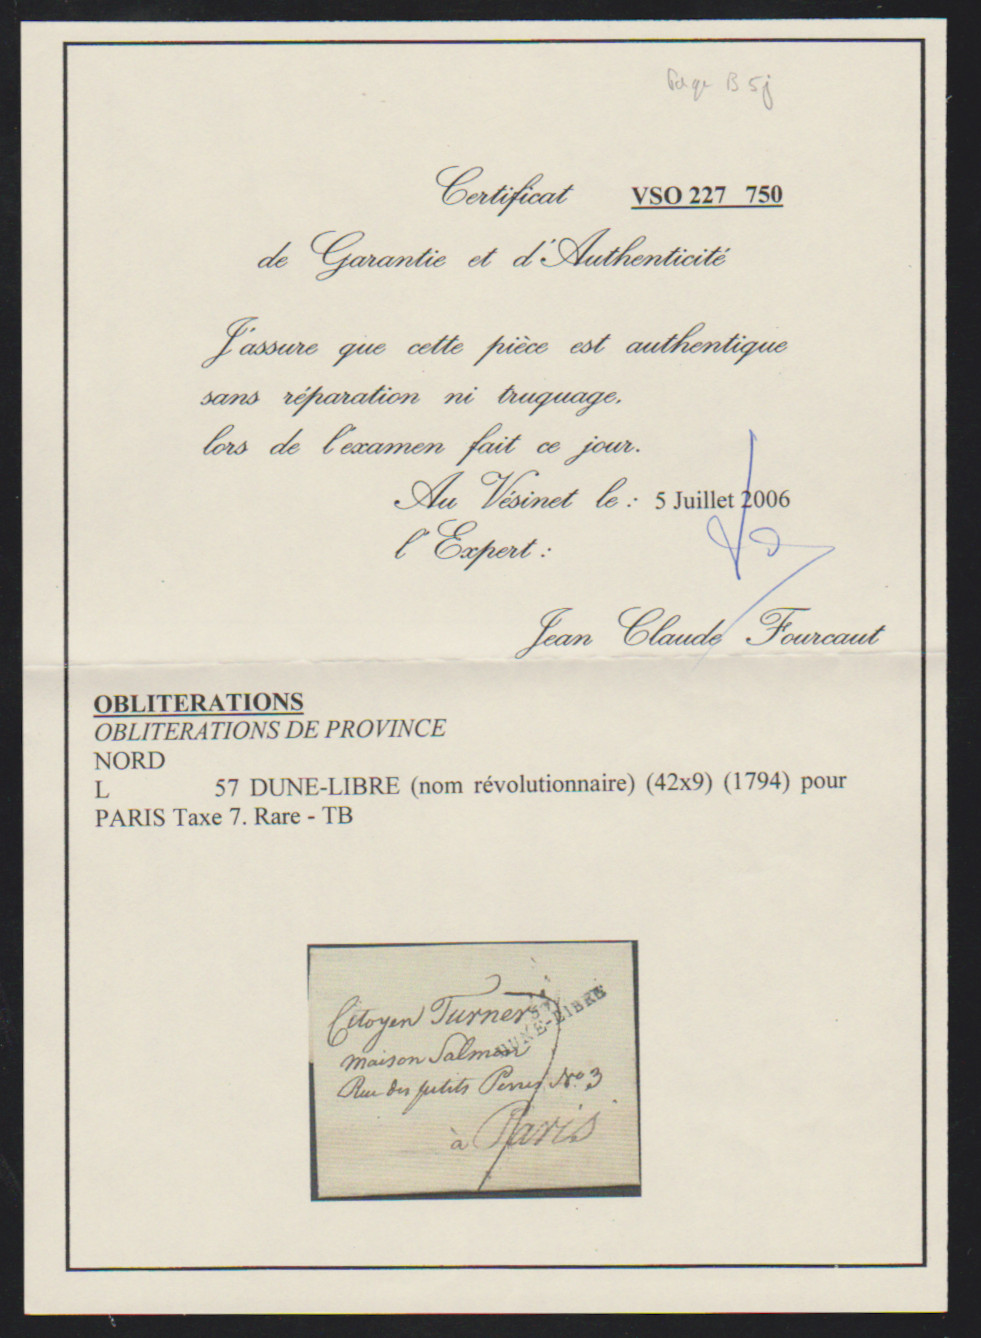 B 5j
Certificat VSO 227 750
de Garantie et d'Authenticité
J'assure que cette pièce est authentique
sans réparation ni truquage.
lors de l'examen fait ce jour.
Au Vésinet le : 5 Juillet 2006
l'Expert :
Jean Claude Fourcaut
OBLITERATIONS
OBLITERATIONS DE PROVINCE
NORD
L 57 DUNE-LIBRE (nom révolutionnaire) (42x9) (1794) pour
PARIS Taxe 7. Rare - TB
57
DUNE-LIBRE
Citoyen Turner
maison Salmon
Rue des petits Peres No 3
à Paris